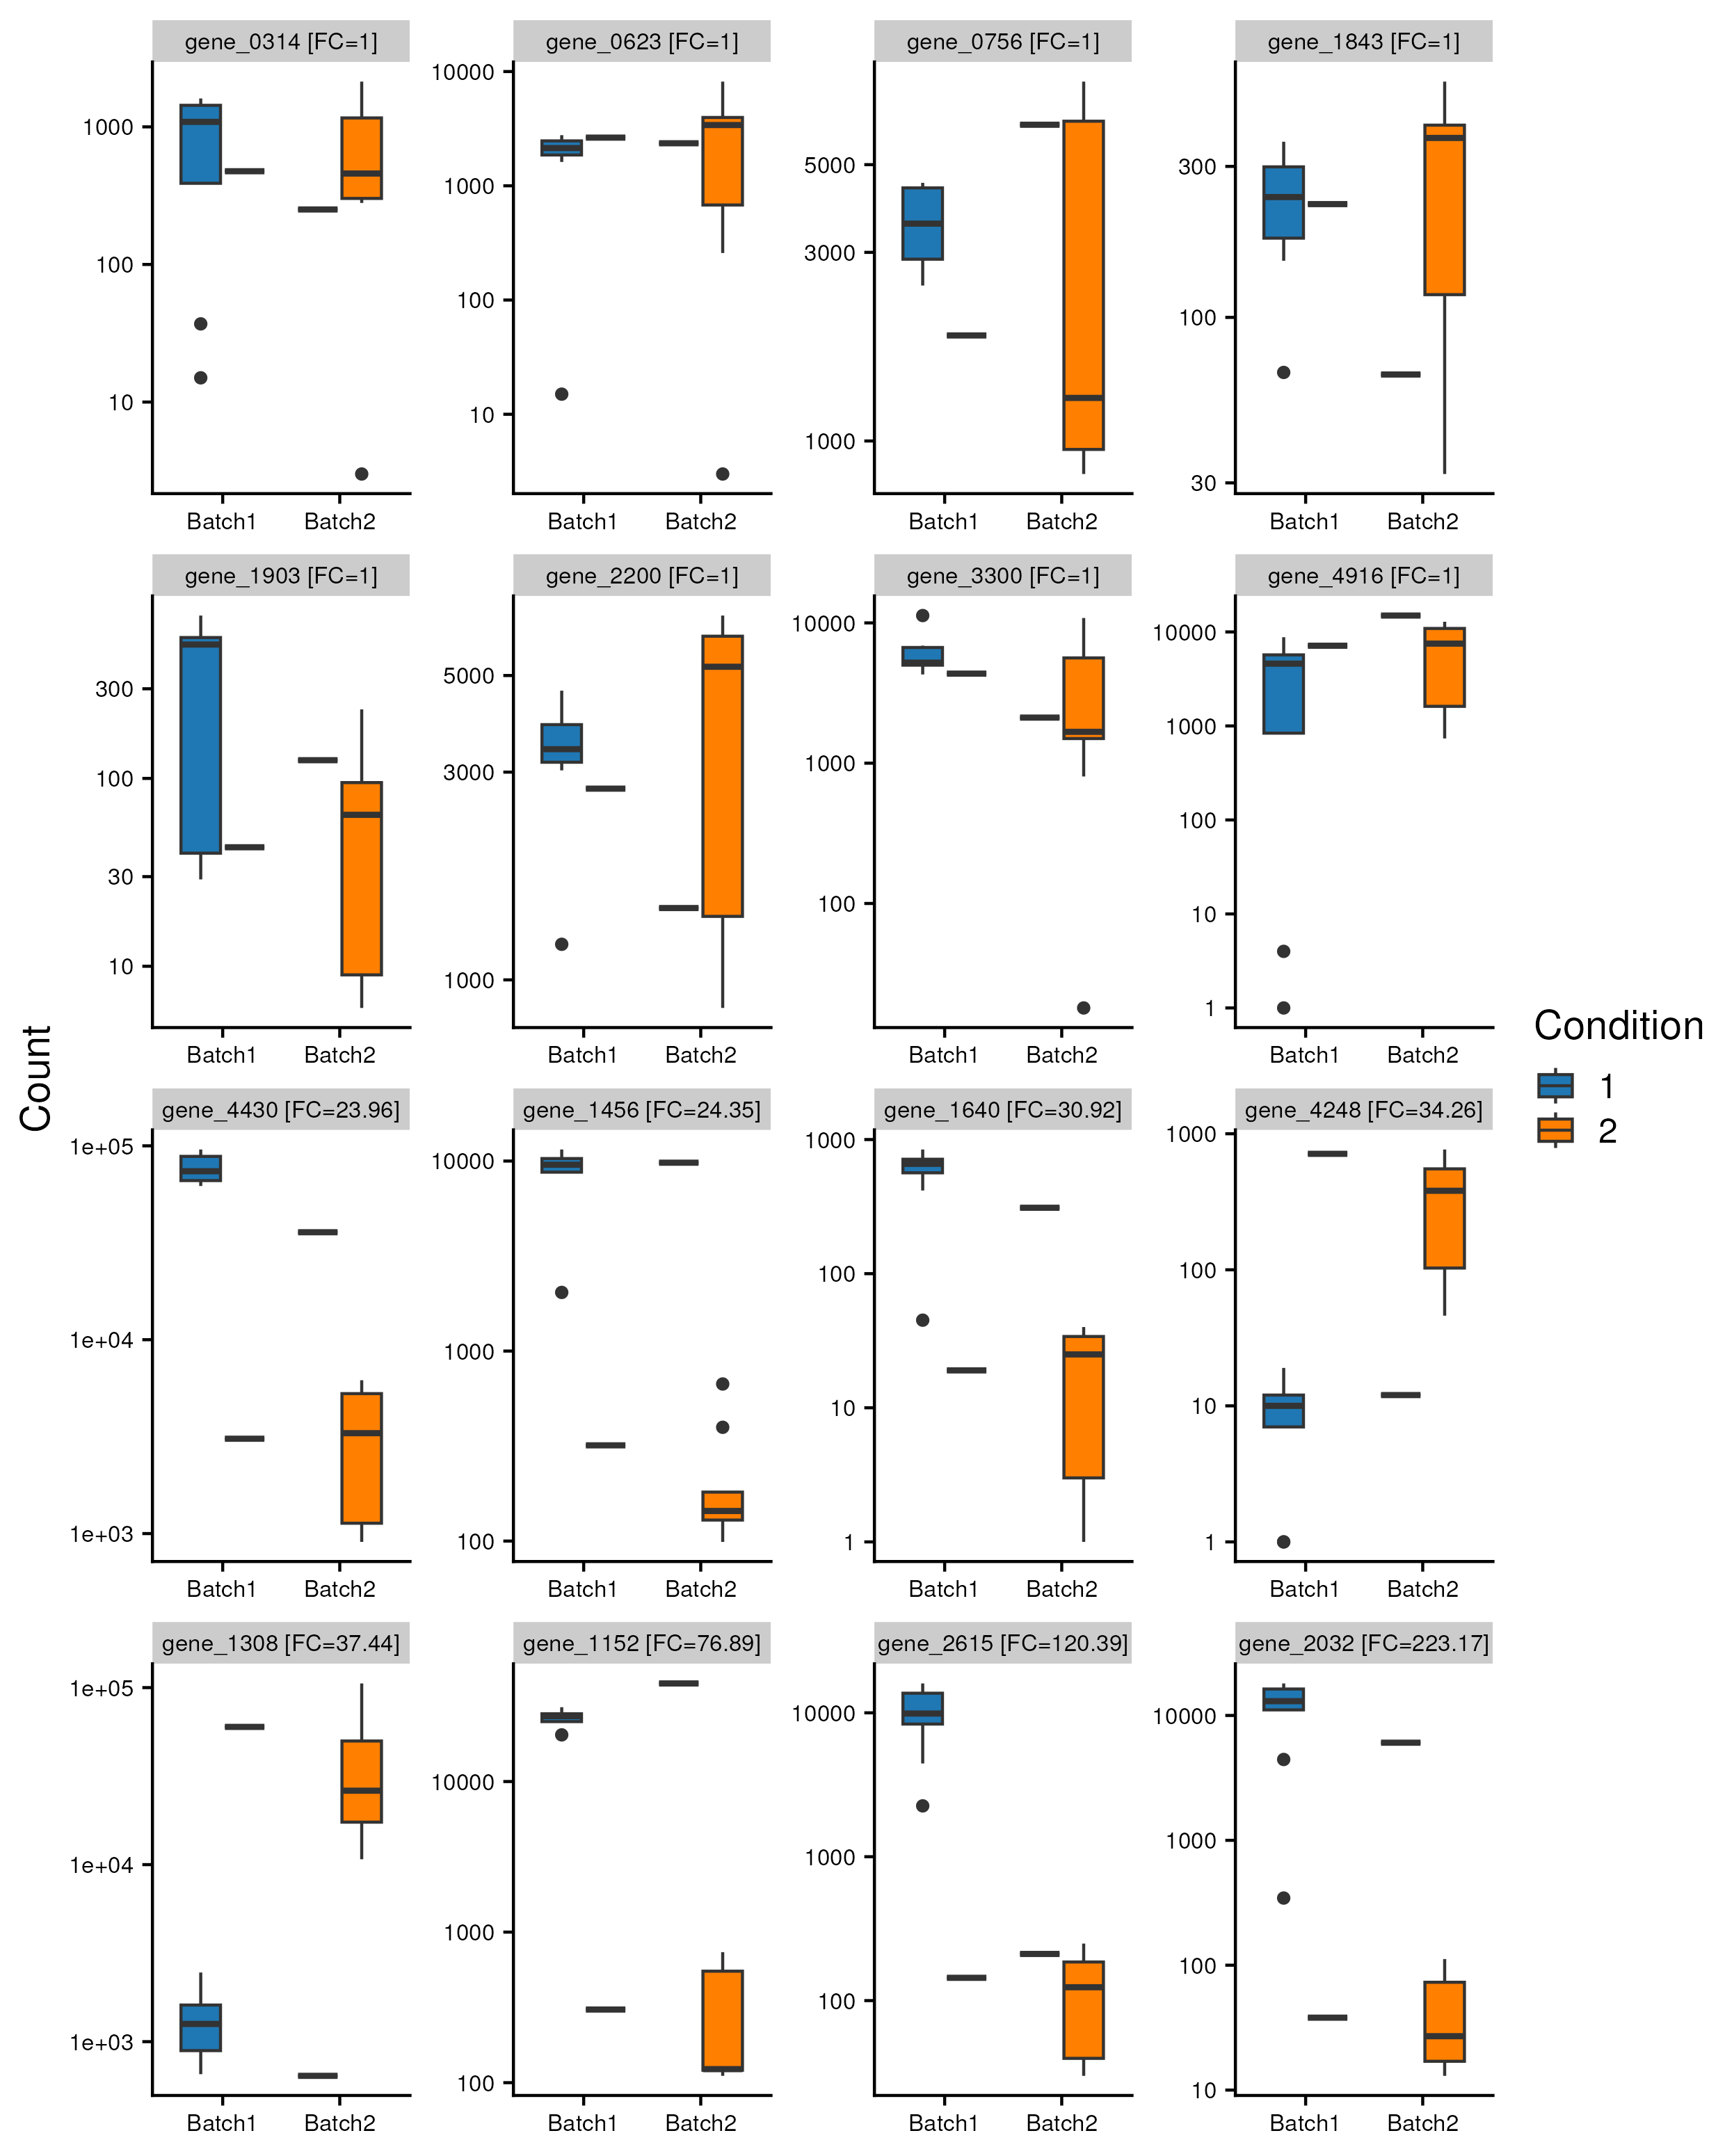 gene_0314 [FC=1]
gene_0623 [FC=1]
gene_0756 [FC=1]
gene_1843 [FC=1]
1000
100
10
10000
1000
100
10
5000
3000
1000
300
100
30
Batch1 Batch2
Batch1 Batch2
Batch1 Batch2
Batch1 Batch2
gene_1903 [FC=1]
gene_2200 [FC=1]
gene_3300 [FC=1]
gene_4916 [FC=1]
300
100
30
10
5000
3000
1000
10000
1000
100
10000
1000
100
10
1
Batch1 Batch2
Batch1 Batch2
Batch1 Batch2
Batch1 Batch2
Count
Condition
1
2
gene_4430 [FC=23.96]
gene_1456 [FC=24.35]
gene_1640 [FC=30.92]
gene_4248 [FC=34.26]
1e+05
1e+04
1e+03
10000
1000
100
1000
100
10
1
1000
100
10
1
Batch1 Batch2
Batch1 Batch2
Batch1 Batch2
Batch1 Batch2
gene_1308 [FC=37.44]
gene_1152 [FC=76.89]
gene_2615 [FC=120.39]
gene_2032 [FC=223.17]
1e+05
1e+04
1e+03
10000
1000
100
10000
1000
100
10000
1000
100
10
Batch1 Batch2
Batch1 Batch2
Batch1 Batch2
Batch1 Batch2